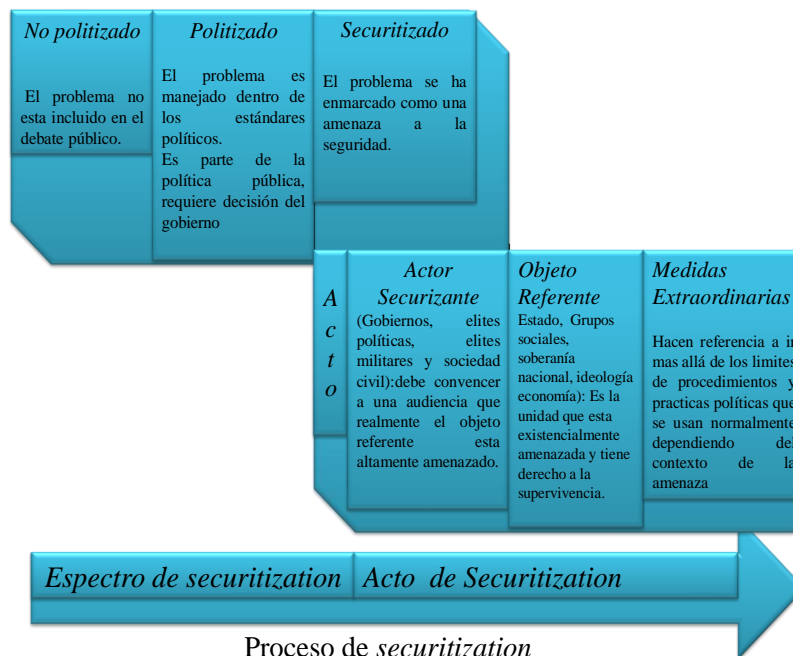 No politizado
El problema no
esta incluido en el
debate público.
Politizado
El problema es
manejado dentro de
los estándares
políticos.
Es parte de la
política pública,
requiere decisión del
gobierno
Securitizado
El problema se ha
enmarcado como una
amenaza a la
seguridad.
A
c
t
o
Actor
Securizante
(Gobiernos, elites
políticas, elites
militares y sociedad
civil):debe convencer
a una audiencia que
realmente el objeto
referente esta
altamente amenazado.
Objeto
Referente
Estado, Grupos
sociales,
soberanía
nacional, ideología
economía): Es la
unidad que esta
existencialmente
amenazada y tiene
derecho a la
supervivencia.
Medidas
Extraordinarias
Hacen referencia a ir
mas allá de los limites
de procedimientos y
practicas políticas que
se usan normalmente
dependiendo del
contexto de la
amenaza
Espectro de securitization
Acto de Securitization
Proceso de securitization